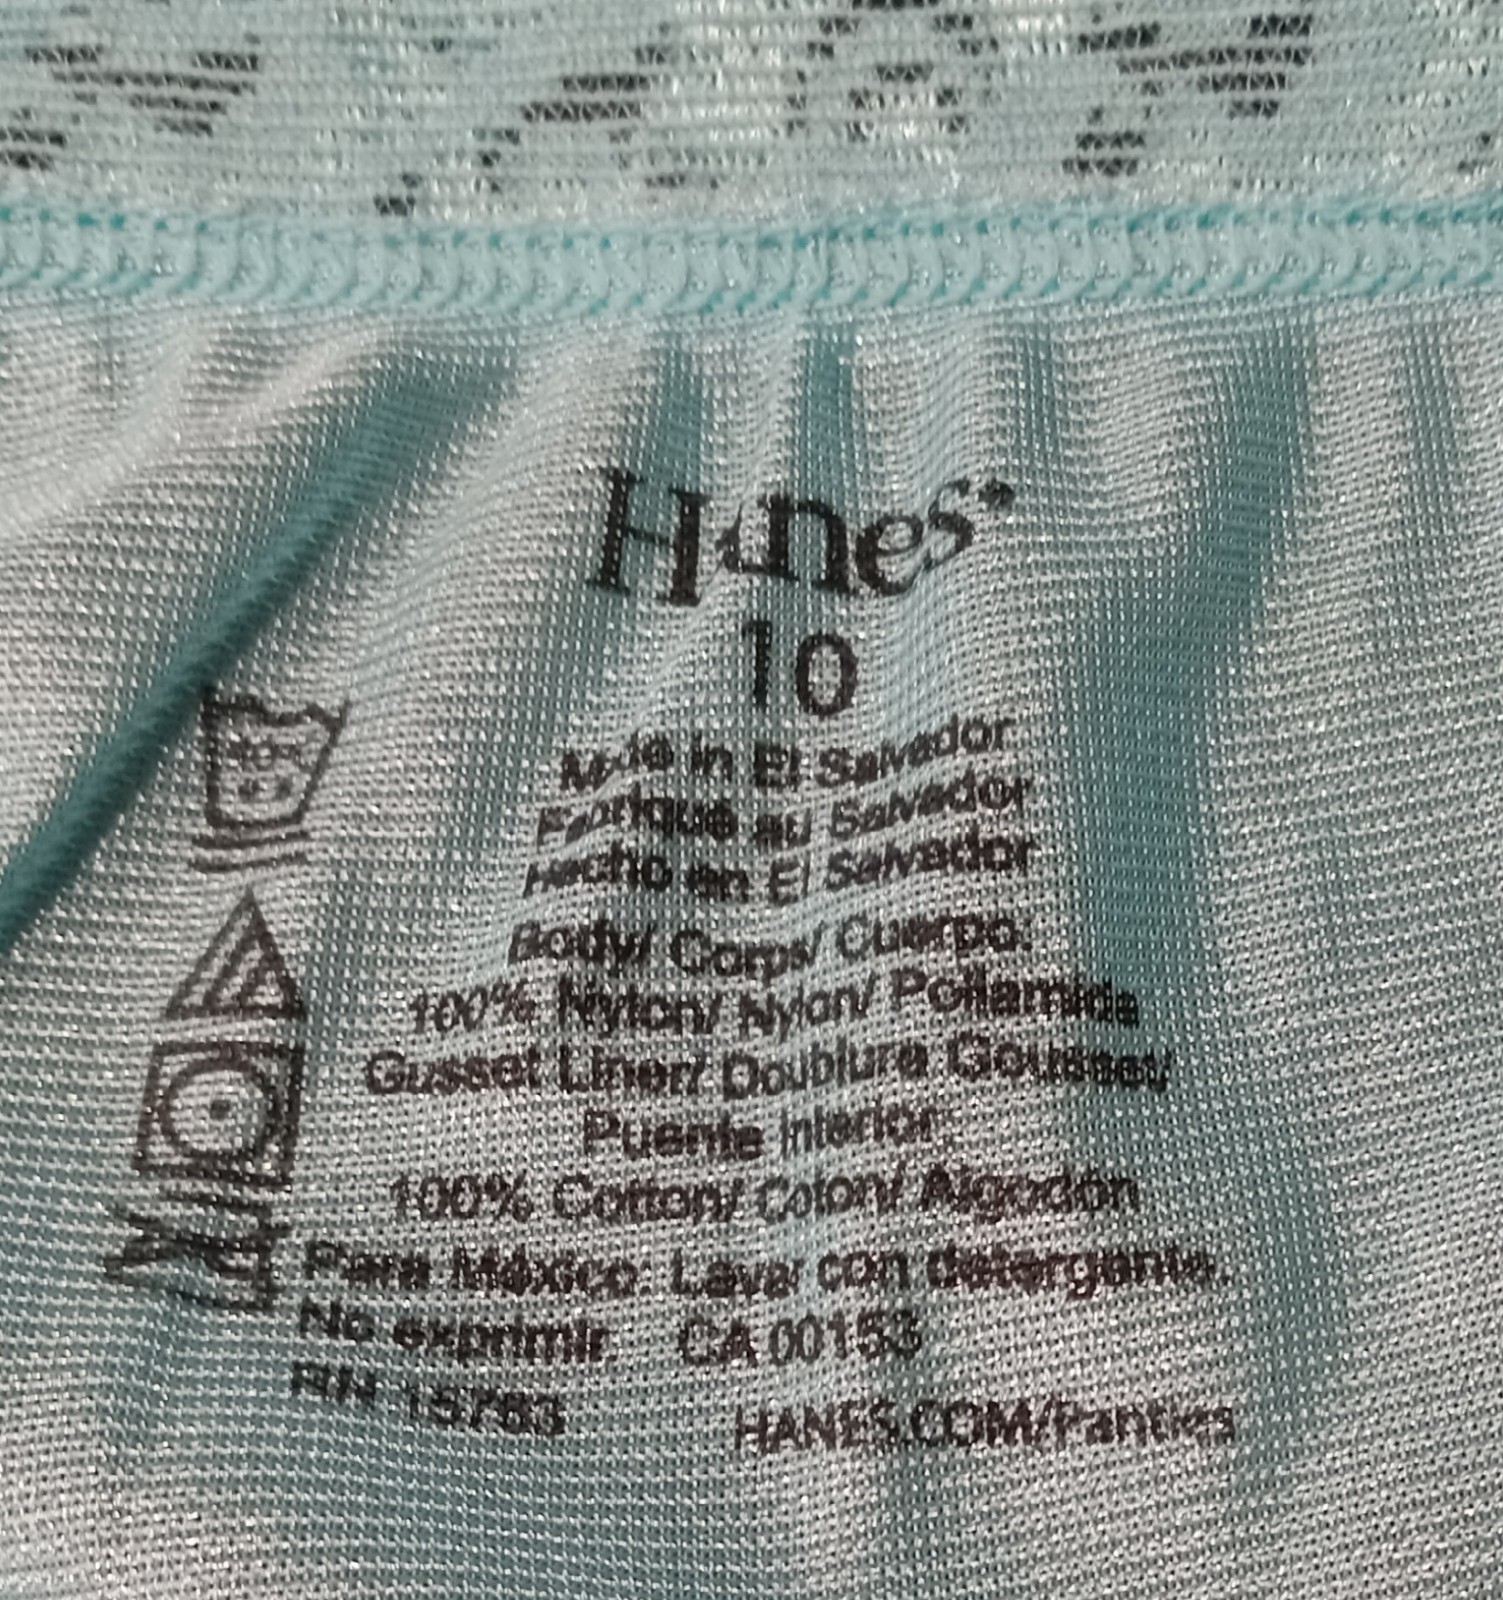 Hanes®
10
Made in El Salvador
Fabriqué au Salvador
Hecho en El Salvador
Body/ Corps/ Cuerpo:
100% Nylon/ Nylon/ Poliamida
Gusset Liner/ Doublure Gousset/
Puente Interior:
100% Cotton/ Coton/ Algodón
Para México: Lavar con detergente.
No exprimir. CA 00153
RN 15763 HANES.COM/Panties